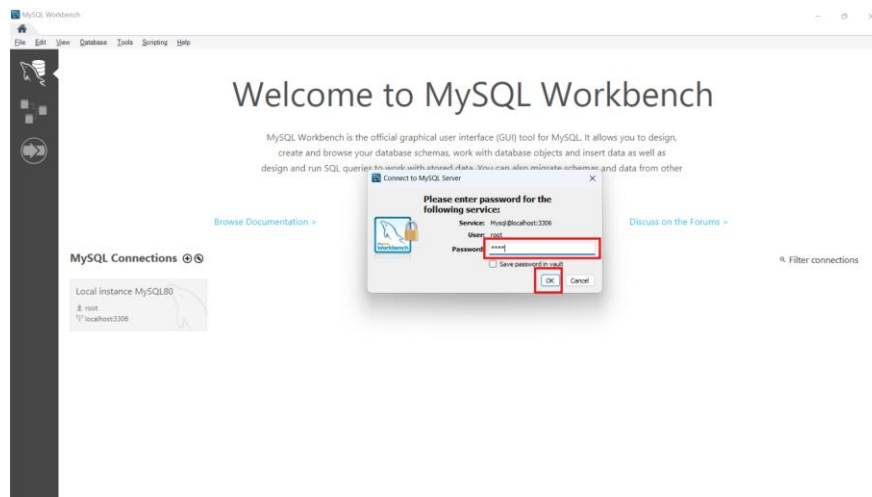 MySQL Workbench
File Edit View Database Tools Scripting Help
Welcome to MySQL Workbench
MySQL Workbench is the official graphical user interface (GUI) tool for MySQL. It allows you to design,
create and browse your database schemas, work with database objects and insert data as well as
design and run SQL queries to work with stored data. You can also migrate schemas and data from other
Connect to MySQL Server
Please enter password for the
following service:
Service: Mysql@localhost:3306
User: root
Password: ****
Save password in vault
OK Cancel
Workbench
Browse Documentation >
Discuss on the Forums >
MySQL Connections
Filter connections
Local instance MySQL80
root
localhost:3306